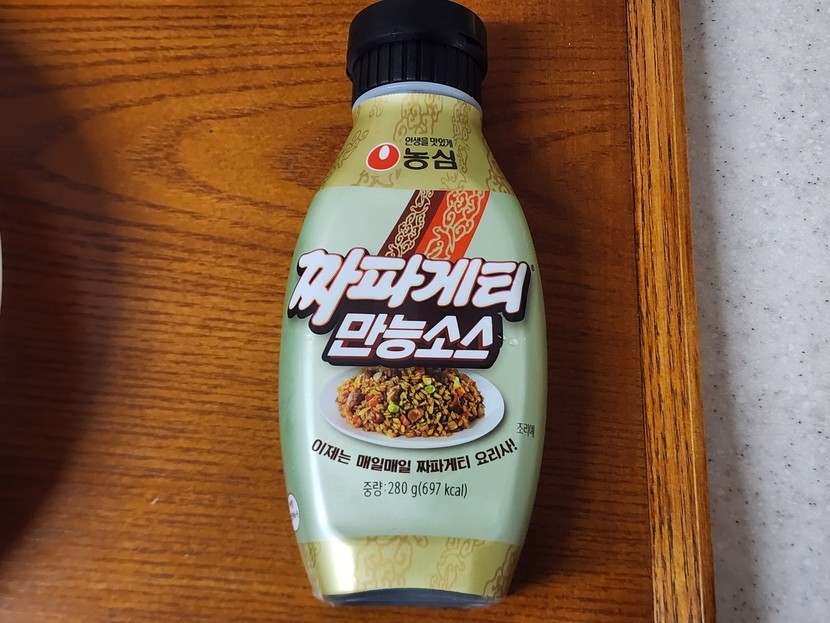 인생을 맛있게
농심
짜파게티
만능소스
조리예
이제는 매일매일 짜파게티 요리사!
중량:280 g(697 kcal)